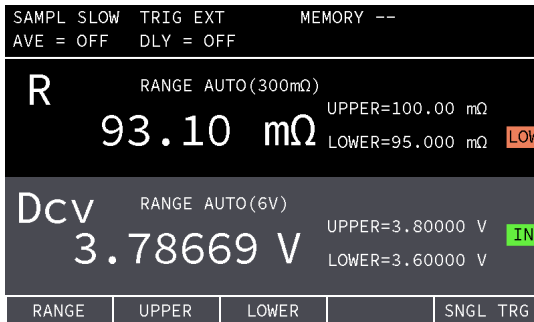 SAMPL SLOW TRIG EXT MEMORY --
AVE = OFF DLY = OFF
R RANGE AUTO(300mΩ)
93.10 mΩ
UPPER=100.00 mΩ
LOWER=95.000 mΩ
LOW
Dcv RANGE AUTO(6V)
3.78669 V
UPPER=3.80000 V
LOWER=3.60000 V
IN
RANGE UPPER LOWER SNGL TRG